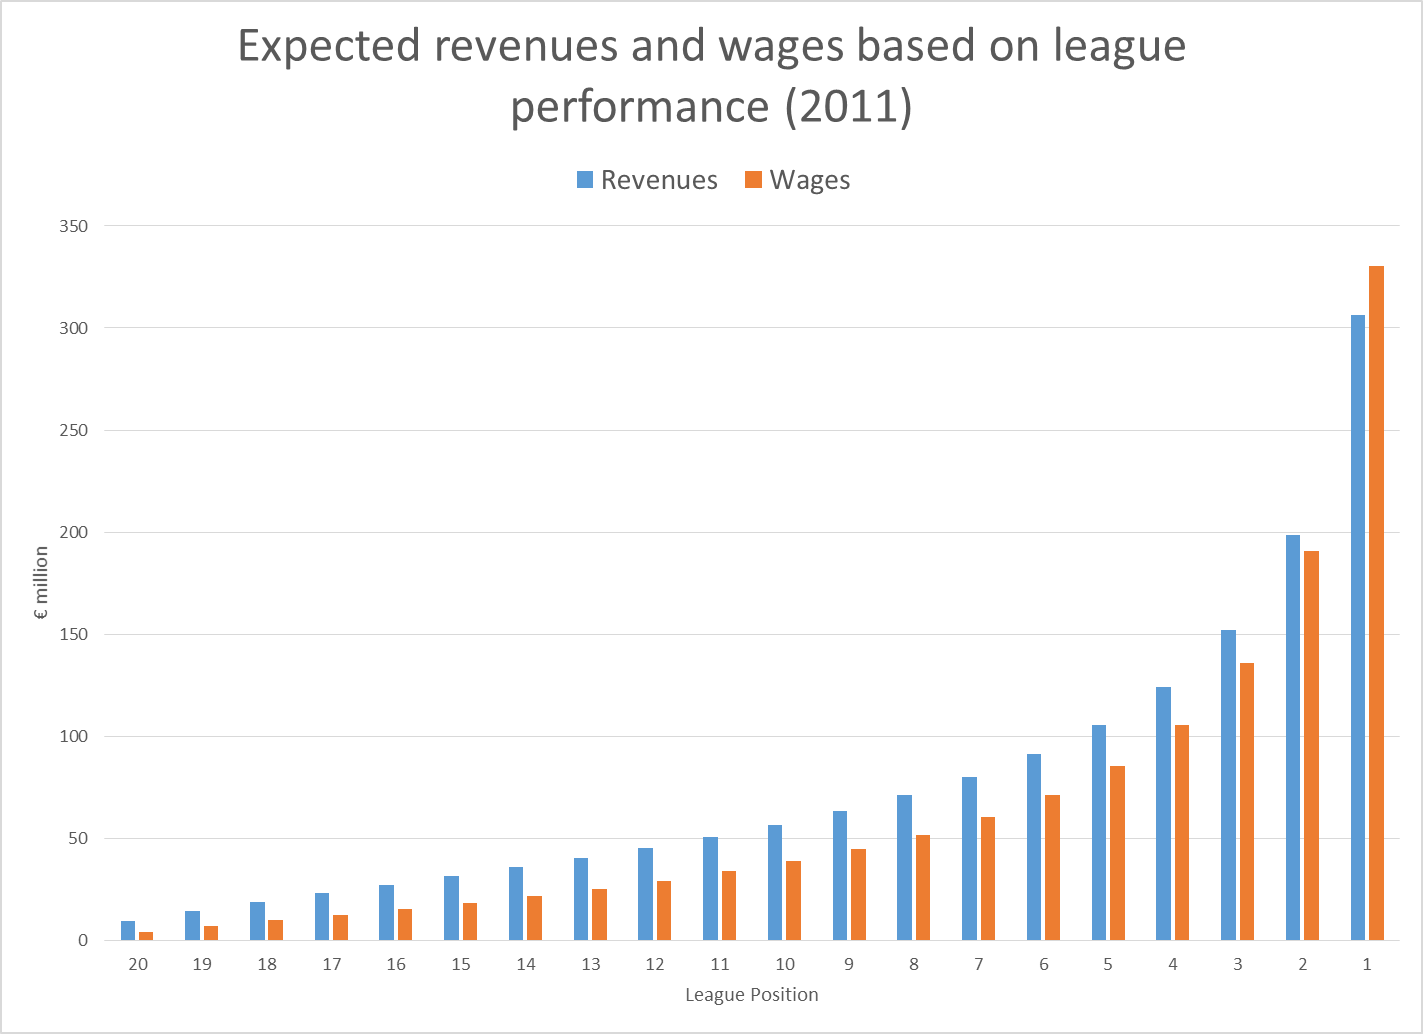 Expected revenues and wages based on league
performance (2011)
Revenues Wages
350
300
250
200
150
100
50
0
€ million
20 19 18 17 16 15 14 13 12 11 10 9 8 7 6 5 4 3 2 1
League Position